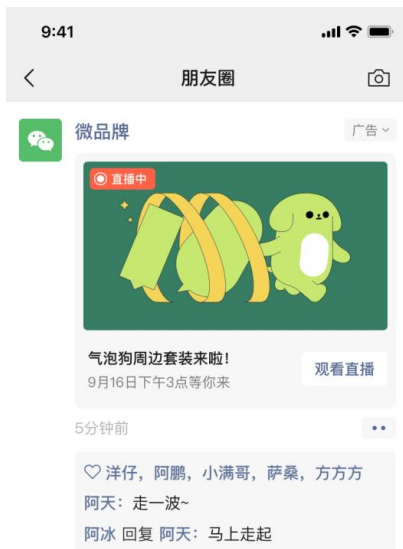 9:41
朋友圈
微品牌
广告
直播中
气泡狗周边套装来啦！
9月16日下午3点等你来
观看直播
5分钟前
洋仔，阿鹏，小满哥，萨桑，方方方
阿天：走一波~
阿冰 回复 阿天：马上走起